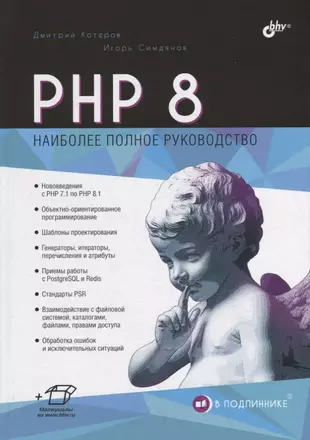 Дмитрий Котеров
Игорь Симдянов
bhv®
PHP 8
НАИБОЛЕЕ ПОЛНОЕ РУКОВОДСТВО
• Нововведения
с PHP 7.1 по PHP 8.1
• Объектно-ориентированное
программирование
• Шаблоны проектирования
• Генераторы, итераторы,
перечисления и атрибуты
• Приемы работы
с PostgreSQL и Redis
• Стандарты PSR
• Взаимодействие с файловой
системой, каталогами,
файлами, правами доступа
• Обработка ошибок
и исключительных ситуаций
+
Материалы
на www.bhv.ru
В ПОДЛИННИКЕ®